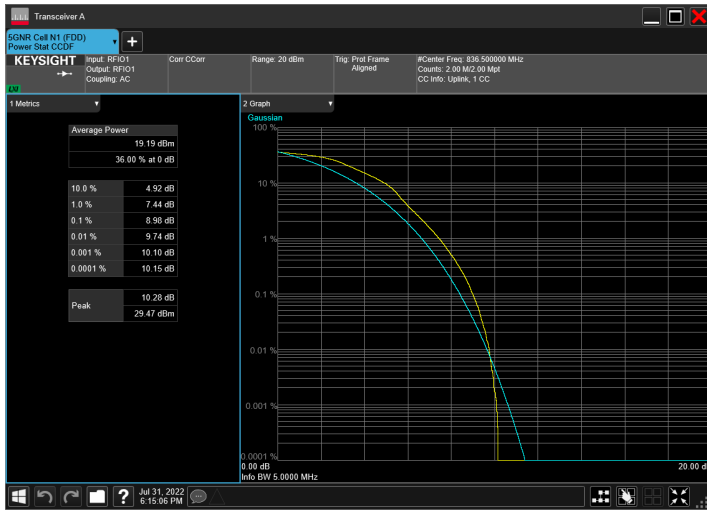 Transceiver A
5GNR Cell N1 (FDD)
Power Stat CCDF
KEYSIGHT
LXI
Input: RFIO1
Output: RFIO1
Coupling: AC
Corr CCorr
Range: 20 dBm
Trig: Prot Frame
Aligned
#Center Freq: 836.500000 MHz
Counts: 2.00 M/2.00 Mpt
CC Info: Uplink, 1 CC
1 Metrics
Average Power
19.19 dBm
36.00 % at 0 dB
10.0 % 4.92 dB
1.0 % 7.44 dB
0.1 % 8.98 dB
0.01 % 9.74 dB
0.001 % 10.10 dB
0.0001 % 10.15 dB
Peak
10.28 dB
29.47 dBm
2 Graph
Gaussian
100 %
10 %
1 %
0.1 %
0.01 %
0.001 %
0.0001 %
0.00 dB
20.00 d
Info BW 5.0000 MHz
?
Jul 31, 2022
6:15:06 PM